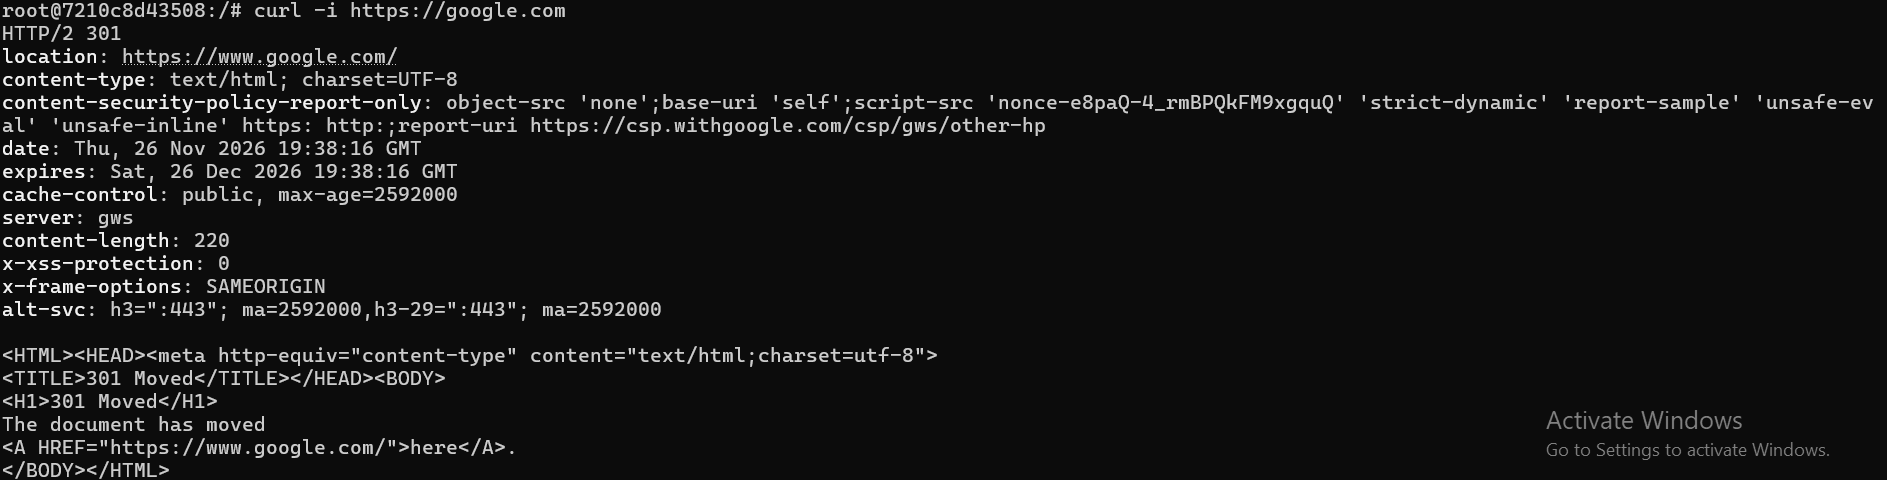 root@7210c8d43508:/# curl -i https://google.com
HTTP/2 301
location: https://www.google.com/
content-type: text/html; charset=UTF-8
content-security-policy-report-only: object-src 'none';base-uri 'self';script-src 'nonce-e8paQ-4_rmBPQkFM9xgquQ' 'strict-dynamic' 'report-sample' 'unsafe-ev
al' 'unsafe-inline' https: http:;report-uri https://csp.withgoogle.com/csp/gws/other-hp
date: Thu, 26 Nov 2026 19:38:16 GMT
expires: Sat, 26 Dec 2026 19:38:16 GMT
cache-control: public, max-age=2592000
server: gws
content-length: 220
x-xss-protection: 0
x-frame-options: SAMEORIGIN
alt-svc: h3=":443"; ma=2592000,h3-29=":443"; ma=2592000
<HTML><HEAD><meta http-equiv="content-type" content="text/html;charset=utf-8">
<TITLE>301 Moved</TITLE></HEAD><BODY>
<H1>301 Moved</H1>
The document has moved
<A HREF="https://www.google.com/">here</A>.
</BODY></HTML>
Activate Windows
Go to Settings to activate Windows.